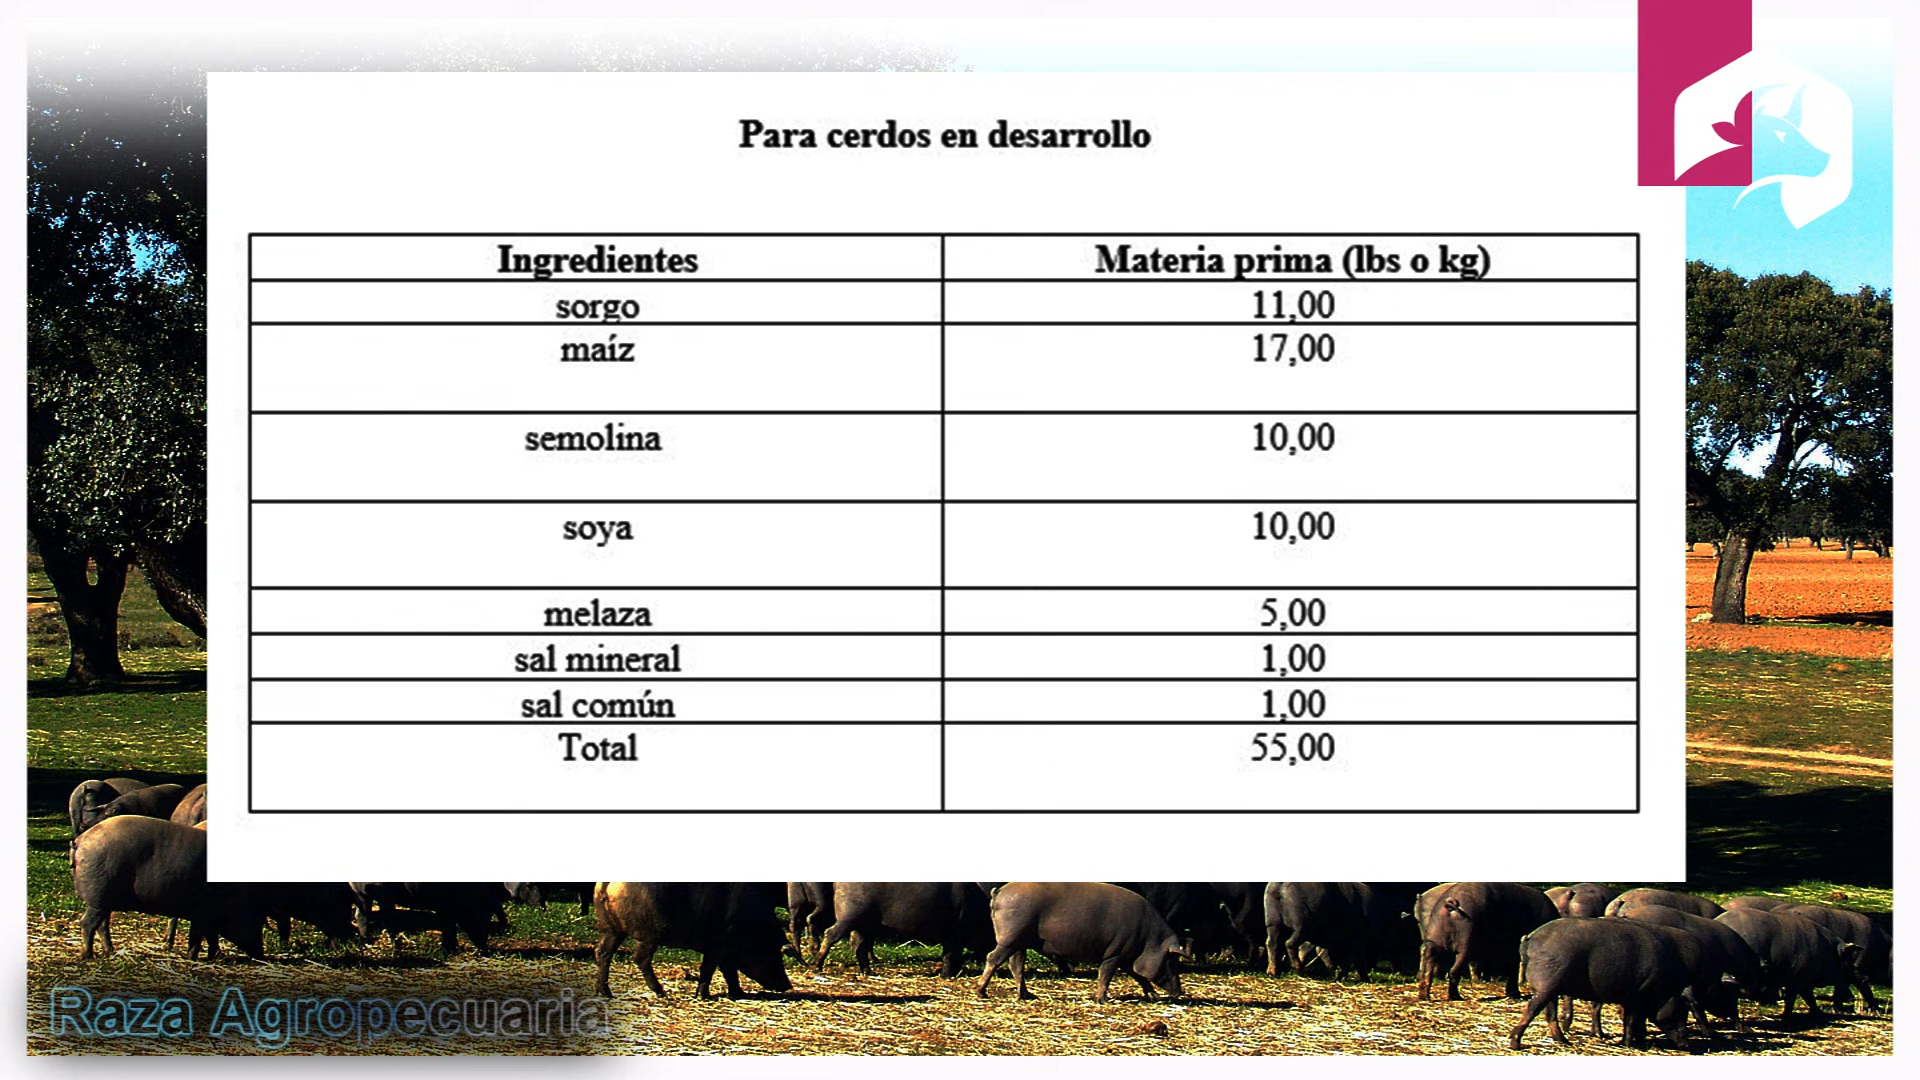 Para cerdos en desarrollo
Ingredientes Materia prima (lbs o kg)
sorgo 11,00
maíz 17,00
semolina 10,00
soya 10,00
melaza 5,00
sal mineral 1,00
sal común 1,00
Total 55,00
Raza Agropecuaria